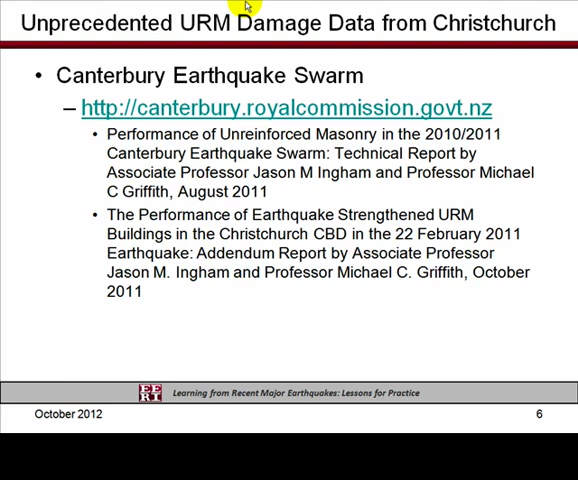 Unprecedented URM Damage Data from Christchurch
• Canterbury Earthquake Swarm
– http://canterbury.royalcommission.govt.nz
• Performance of Unreinforced Masonry in the 2010/2011
Canterbury Earthquake Swarm: Technical Report by
Associate Professor Jason M Ingham and Professor Michael
C Griffith, August 2011
• The Performance of Earthquake Strengthened URM
Buildings in the Christchurch CBD in the 22 February 2011
Earthquake: Addendum Report by Associate Professor
Jason M. Ingham and Professor Michael C. Griffith, October
2011
EE
RI
Learning from Recent Major Earthquakes: Lessons for Practice
October 2012
6